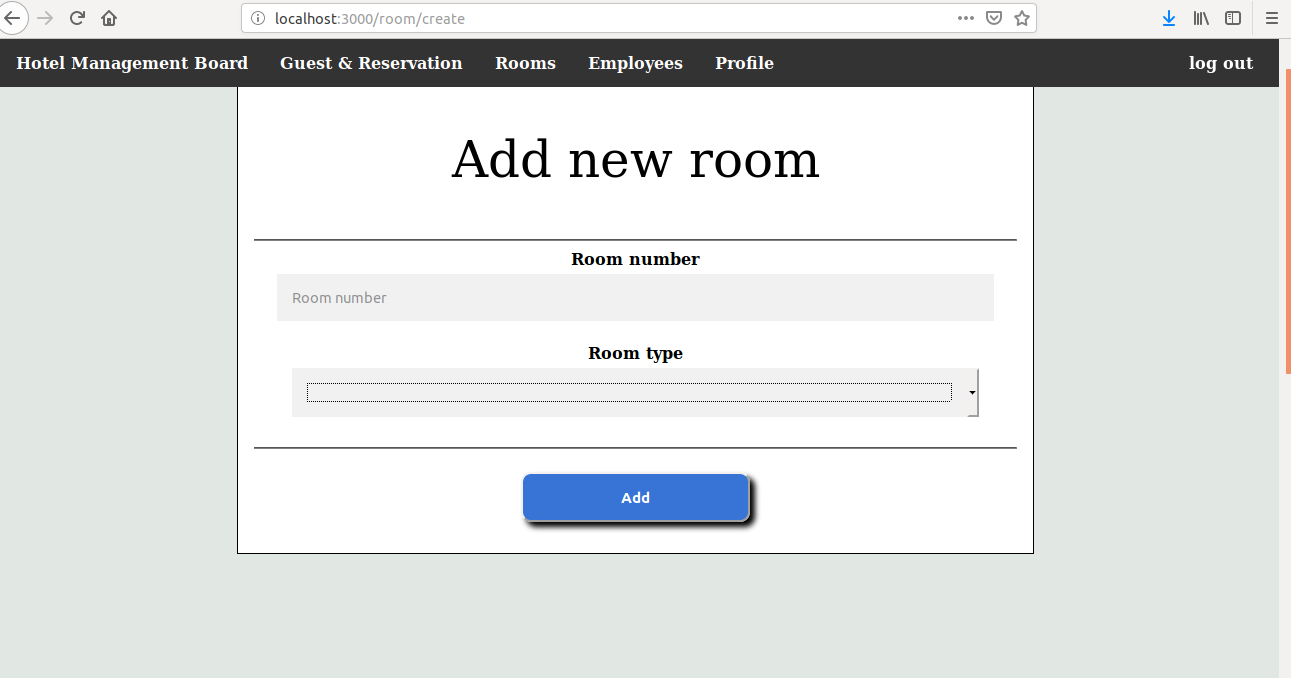 localhost:3000/room/create
Hotel Management Board Guest & Reservation Rooms Employees Profile log out
Add new room
Room number
Room number
Room type
Add